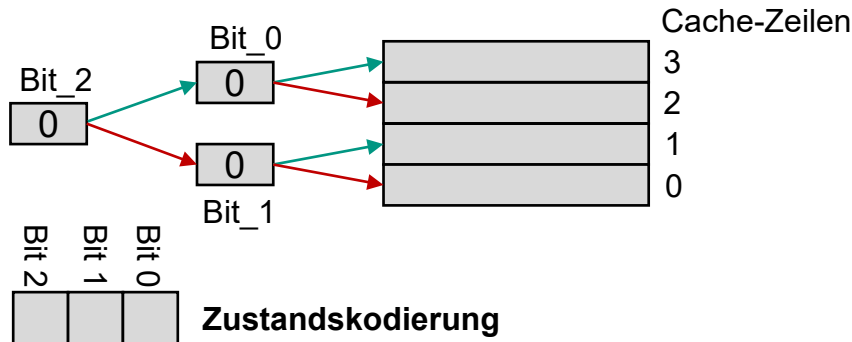 Cache-Zeilen
Bit_0
3
Bit_2
0
2
0
1
0
0
Bit_1
Bit 2
Bit 1
Bit 0
Zustandskodierung